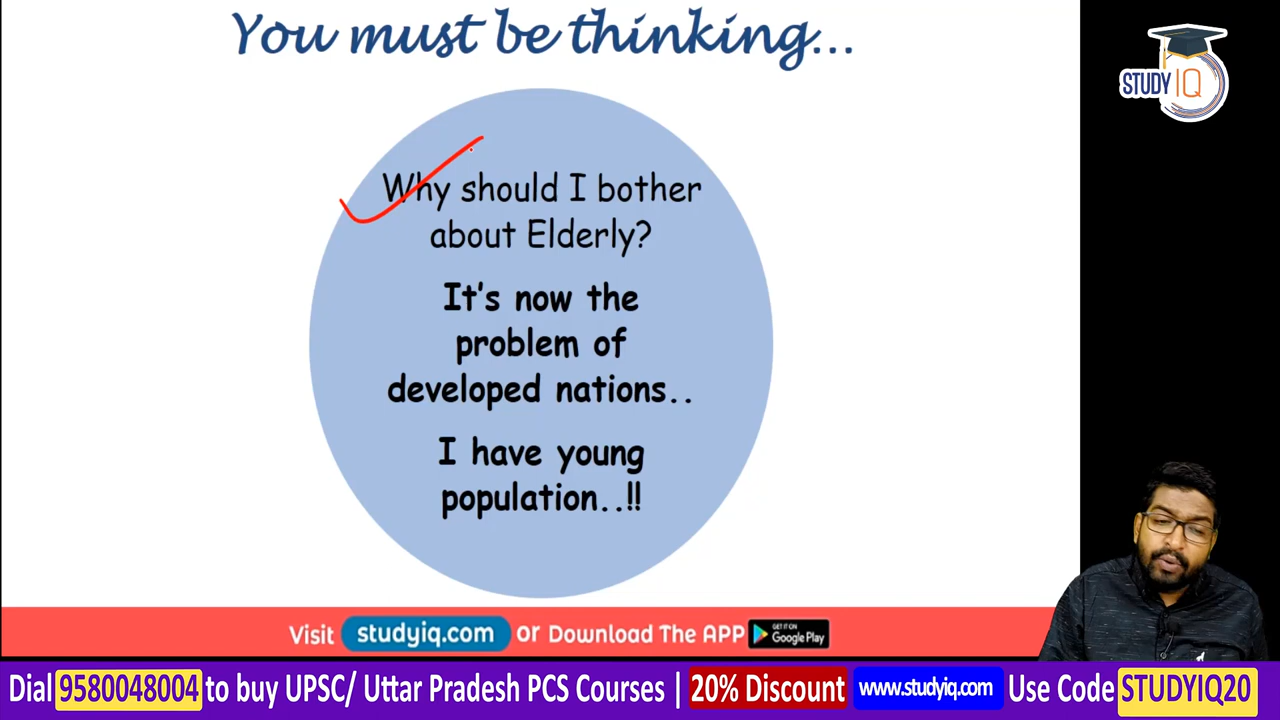 You must be thinking...
STUDY IQ
Why should I bother
about Elderly?
It's now the
problem of
developed nations..
I have young
population..!!
Visit studyiq.com or Download The APP GET IT ON Google Play
Dial 9580048004 to buy UPSC/ Uttar Pradesh PCS Courses | 20% Discount www.studyiq.com Use Code STUDYIQ20